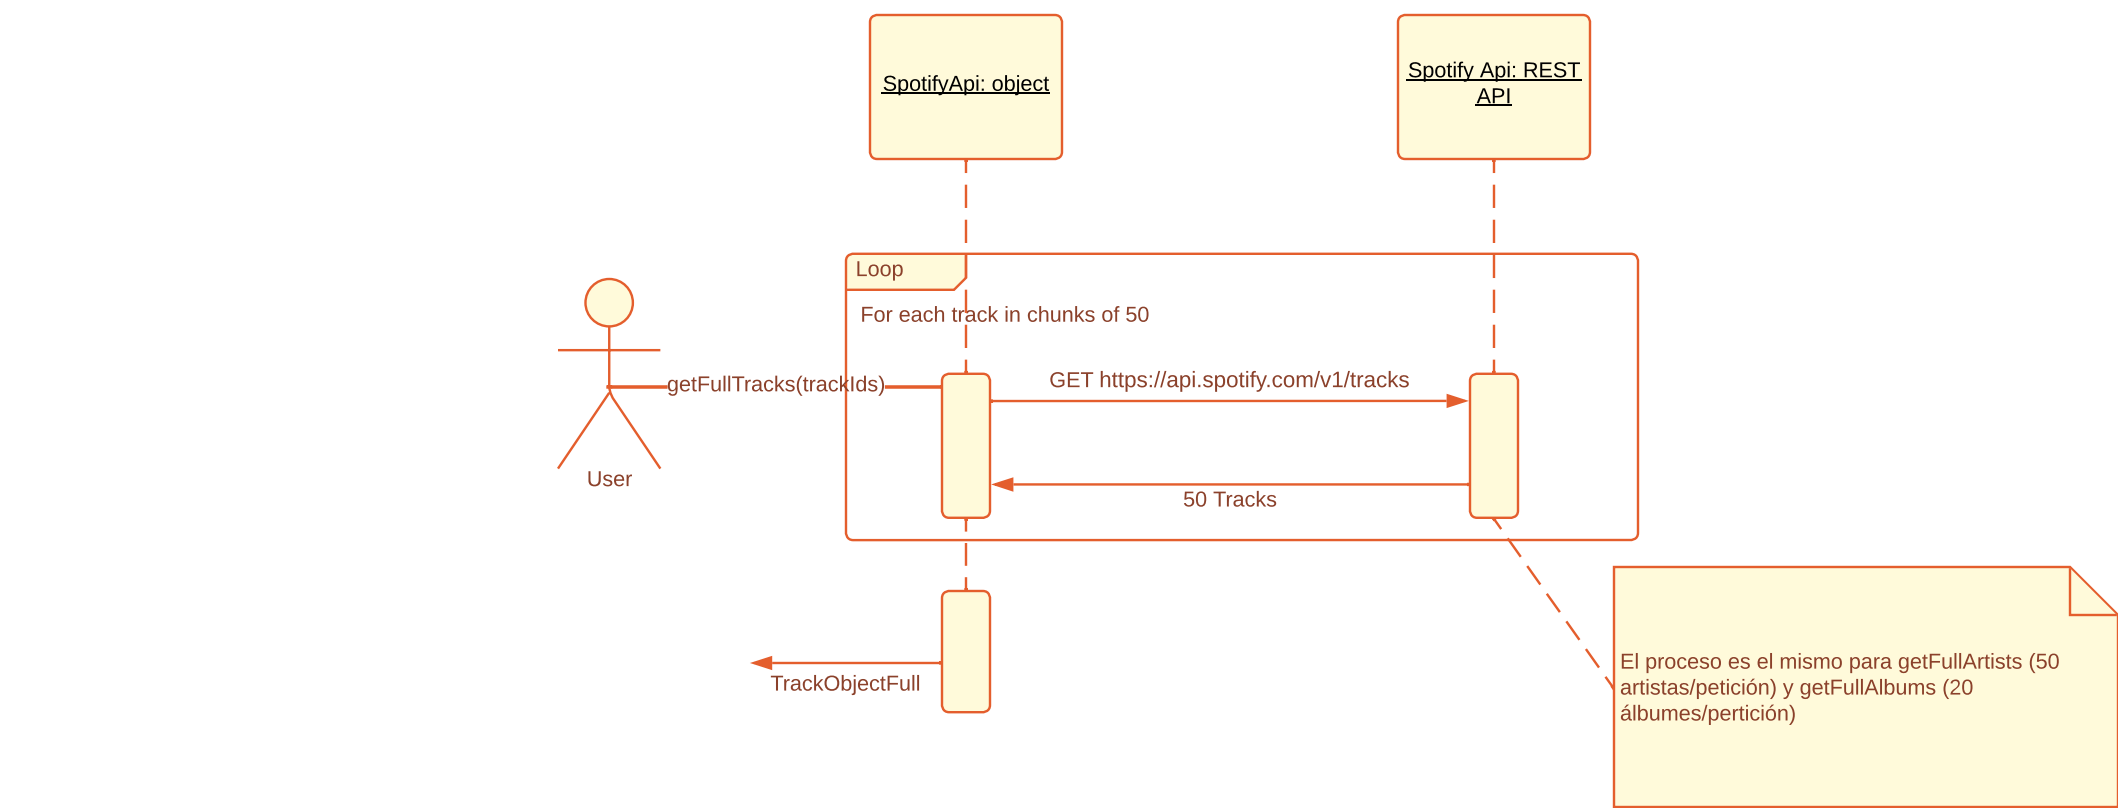 SpotifyApi: object
Spotify Api: REST
API
Loop
For each track in chunks of 50
getFullTracks(trackIds)
GET https://api.spotify.com/v1/tracks
User
50 Tracks
TrackObjectFull
El proceso es el mismo para getFullArtists (50
artistas/petición) y getFullAlbums (20
álbumes/pertición)